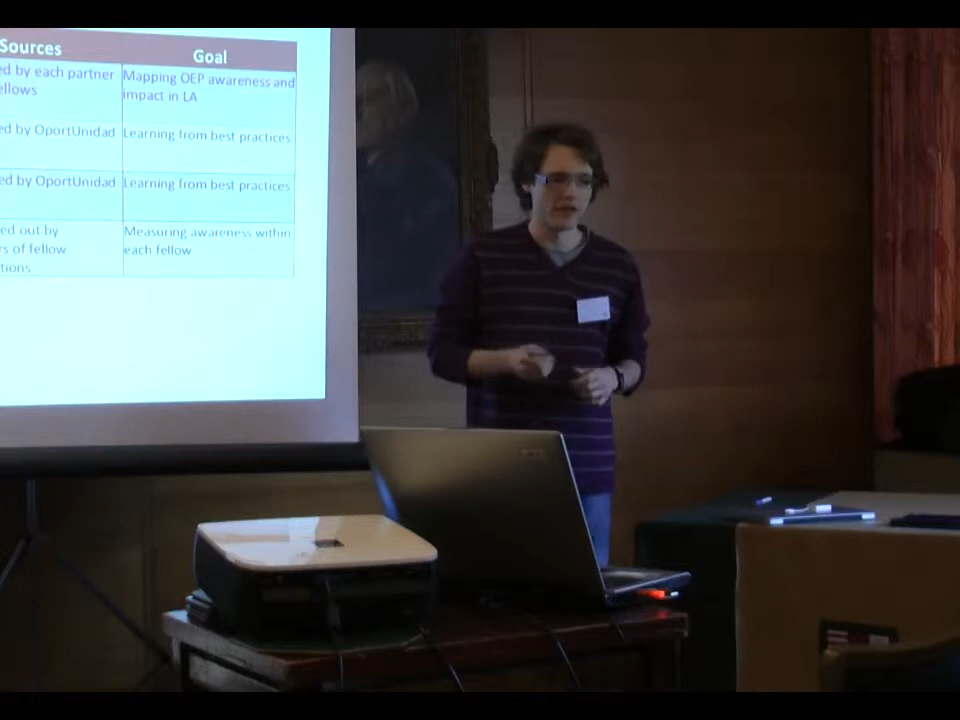 Sources
Goal
ed by each partner
ellows
Mapping OEP awareness and
impact in LA
ed by OportUnidad
Learning from best practices
ed by OportUnidad
Learning from best practices
ed out by
rs of fellow
tions
Measuring awareness within
each fellow